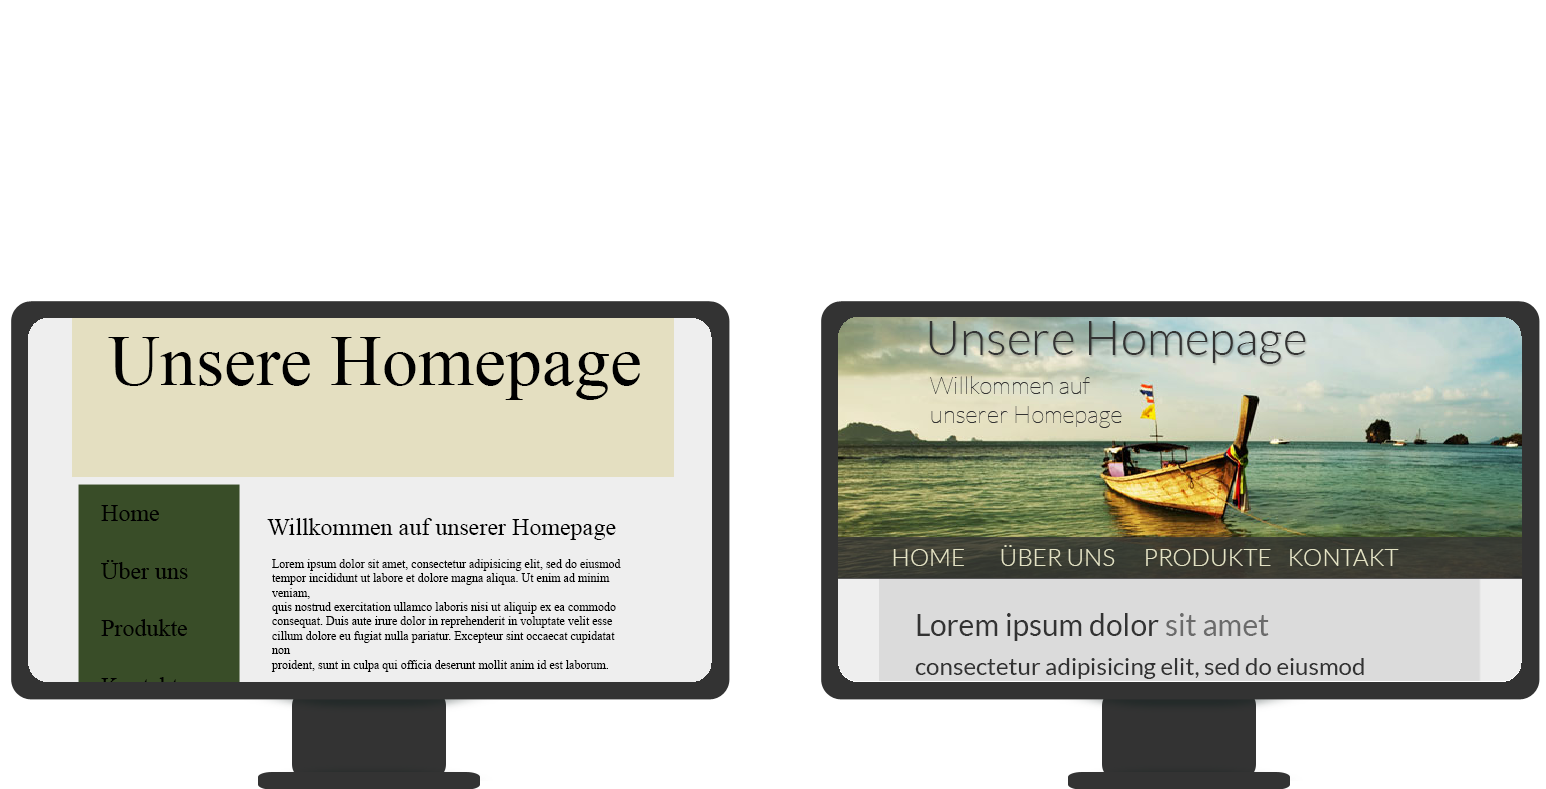 Unsere Homepage
Home
Über uns
Produkte
Kontakt
Willkommen auf unserer Homepage
Lorem ipsum dolor sit amet, consectetur adipisicing elit, sed do eiusmod
tempor incididunt ut labore et dolore magna aliqua. Ut enim ad minim
veniam,
quis nostrud exercitation ullamco laboris nisi ut aliquip ex ea commodo
consequat. Duis aute irure dolor in reprehenderit in voluptate velit esse
cillum dolore eu fugiat nulla pariatur. Excepteur sint occaecat cupidatat
non
proident, sunt in culpa qui officia deserunt mollit anim id est laborum.
Unsere Homepage
Willkommen auf
unserer Homepage
HOME ÜBER UNS PRODUKTE KONTAKT
Lorem ipsum dolor sit amet
consectetur adipisicing elit, sed do eiusmod